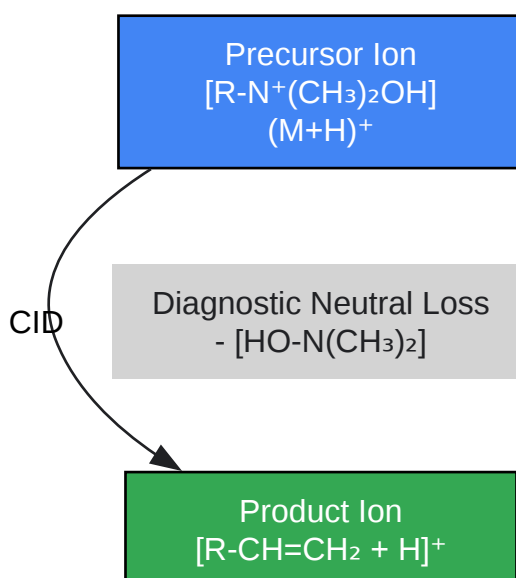 Precursor Ion
[R-N⁺(CH₃)₂OH]
(M+H)⁺
CID
Diagnostic Neutral Loss
- [HO-N(CH₃)₂]
Product Ion
[R-CH=CH₂ + H]⁺